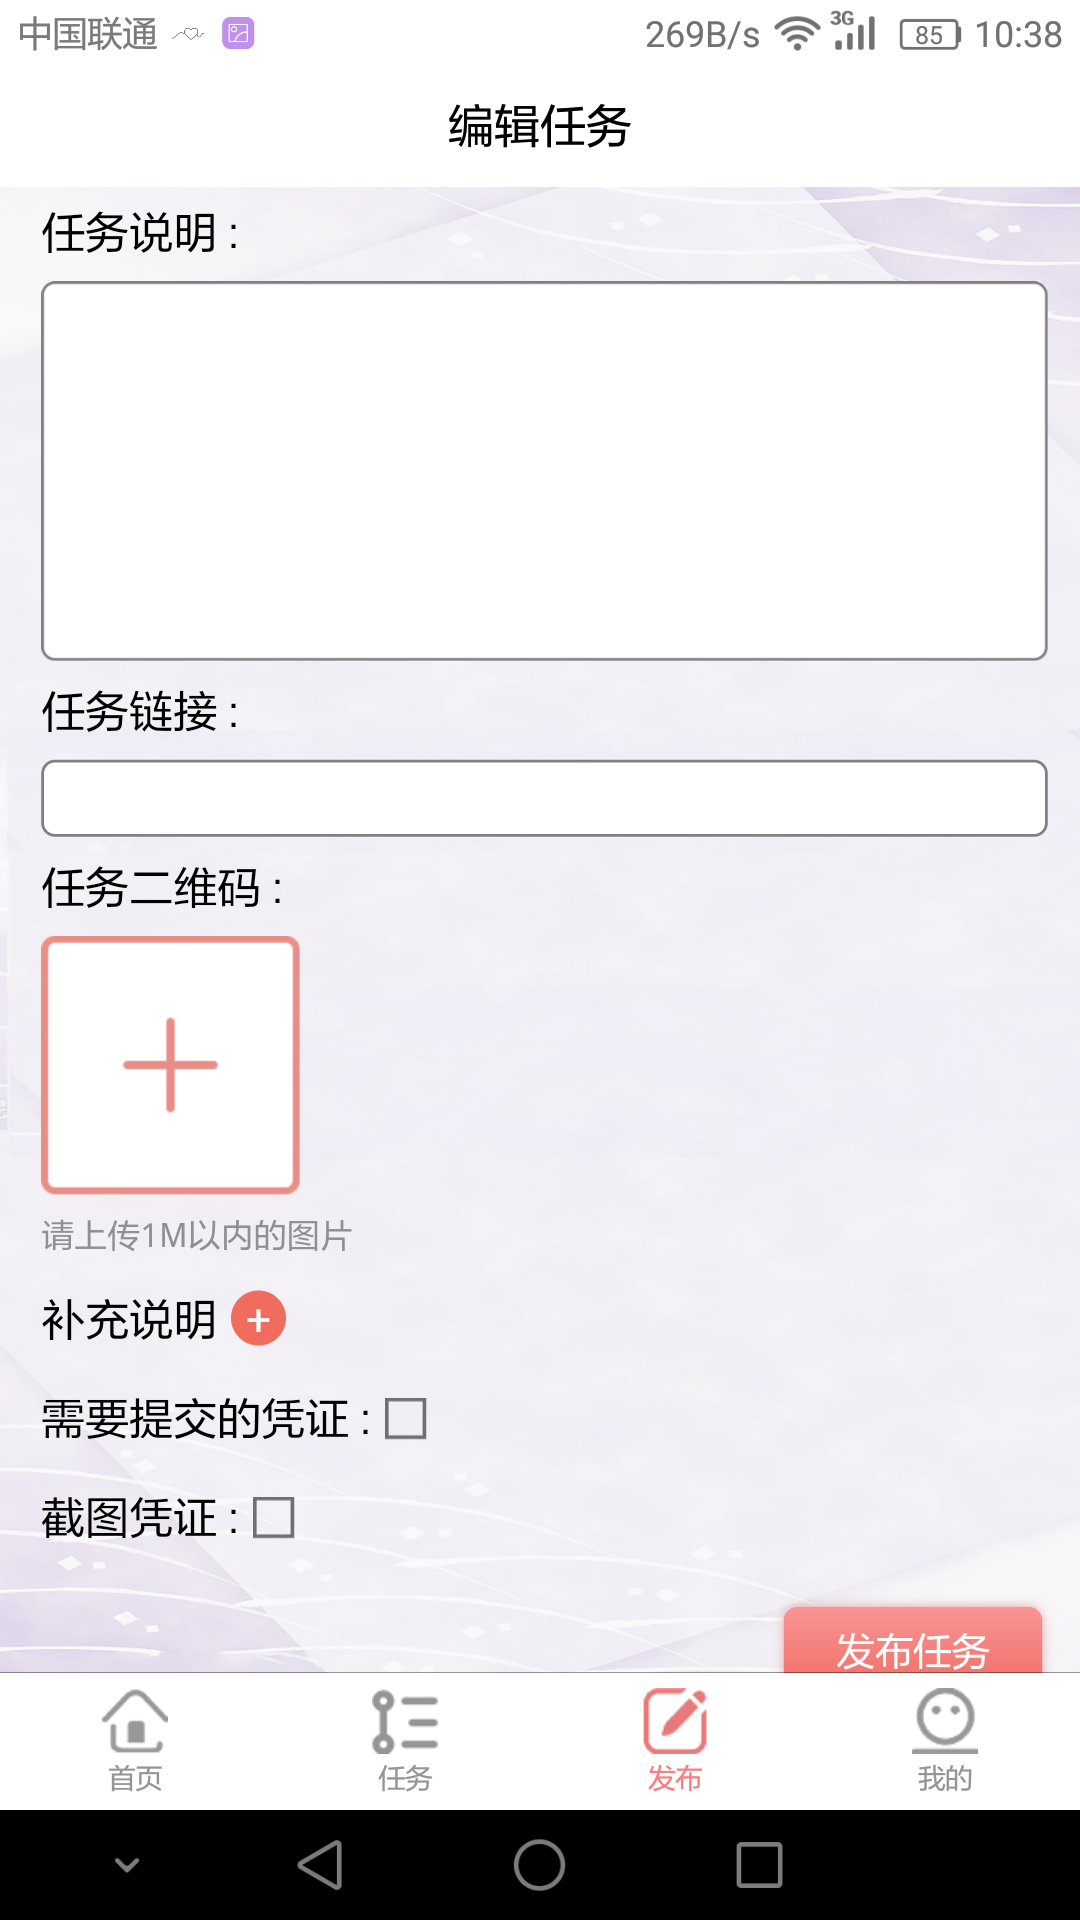 中国联通 269B/s 3G 85 10:38
编辑任务
任务说明 :
任务链接 :
任务二维码 :
请上传1M以内的图片
补充说明
需要提交的凭证 :
截图凭证 :
发布任务
首页 任务 发布 我的